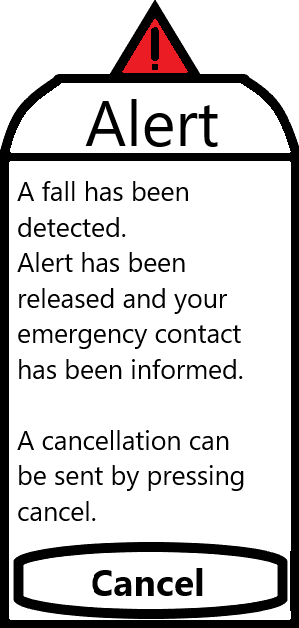 !
Alert
A fall has been
detected.
Alert has been
released and your
emergency contact
has been informed.
A cancellation can
be sent by pressing
cancel.
Cancel